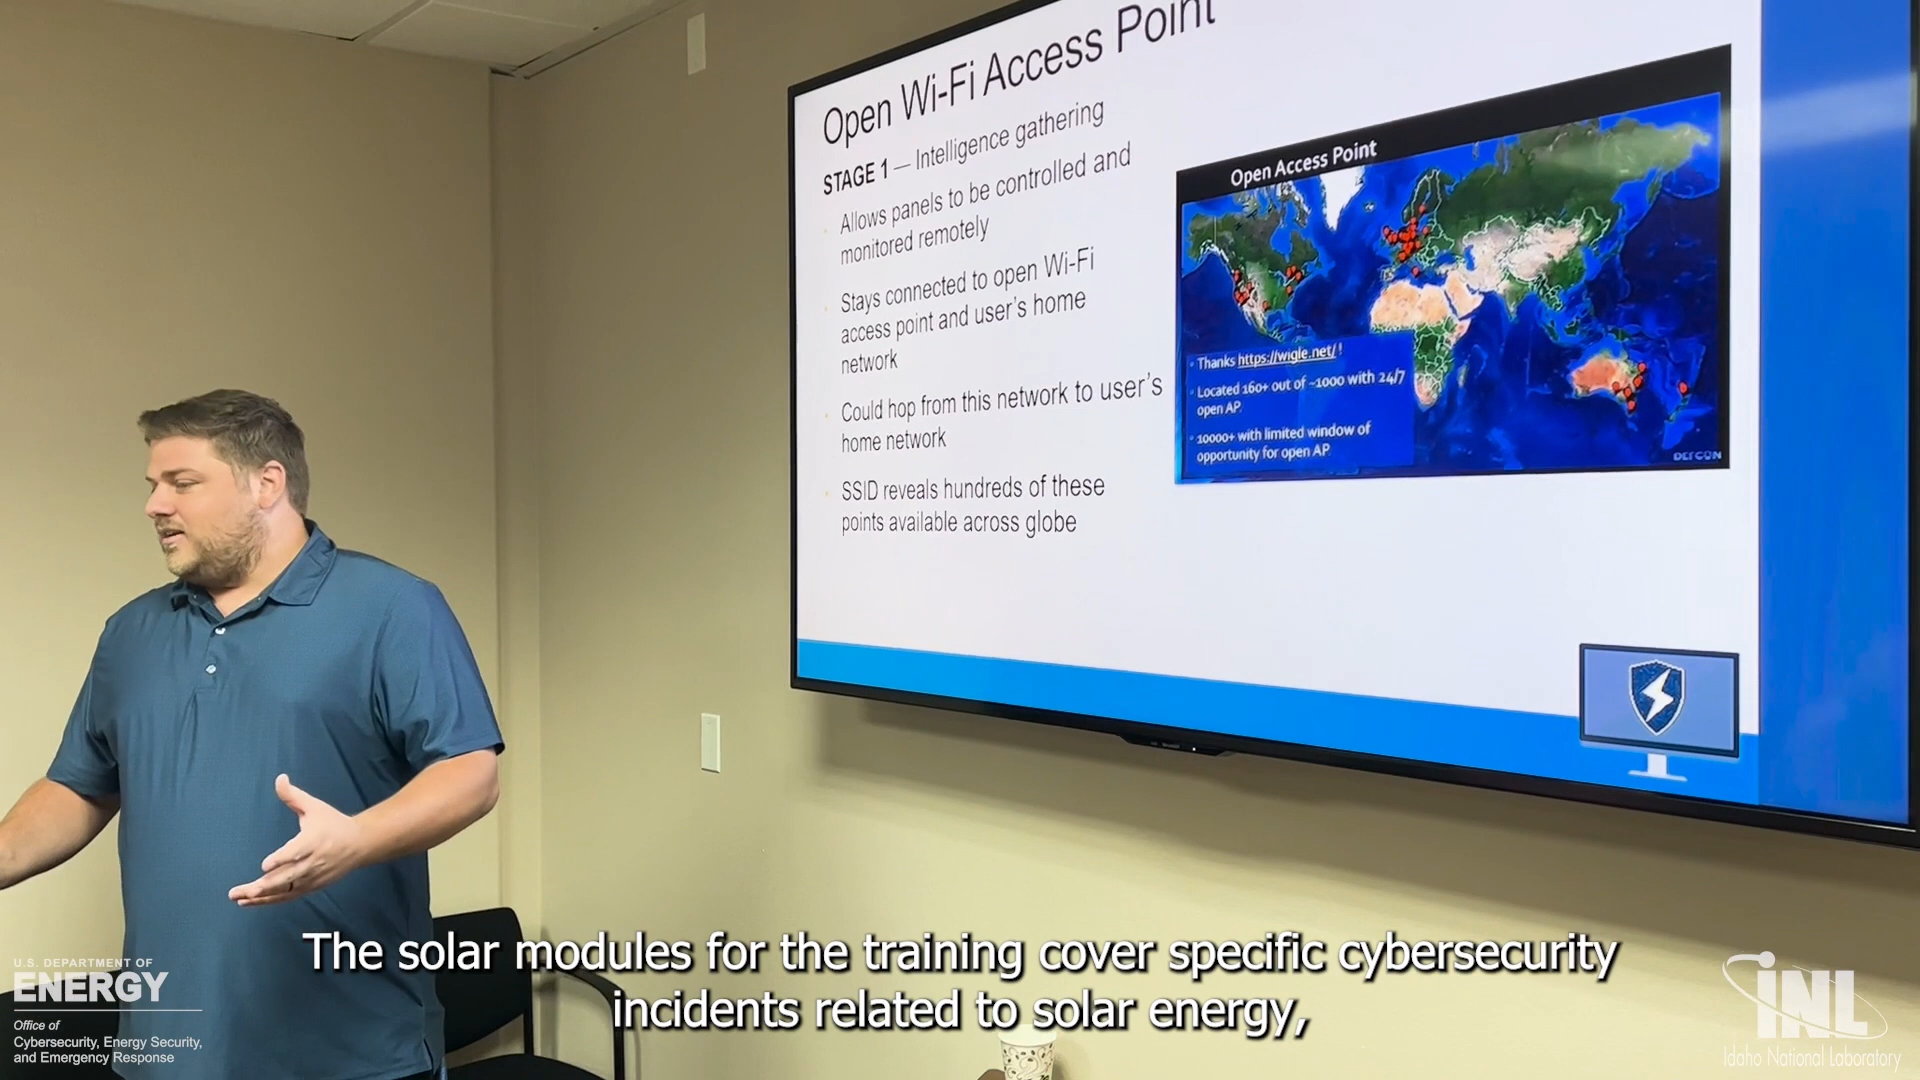 Open Wi-Fi Access Point
STAGE 1 — Intelligence gathering
Allows panels to be controlled and
monitored remotely
Stays connected to open Wi-Fi
access point and user's home
network
Could hop from this network to user's
home network
SSID reveals hundreds of these
points available across globe
Open Access Point
Thanks https://wigle.net/ !
Located 160+ out of ~1000 with 24/7
open AP
10000+ with limited window of
opportunity for open AP
DEFCON
The solar modules for the training cover specific cybersecurity
incidents related to solar energy,
U.S. DEPARTMENT OF
ENERGY
Office of
Cybersecurity, Energy Security,
and Emergency Response
INL
Idaho National Laboratory